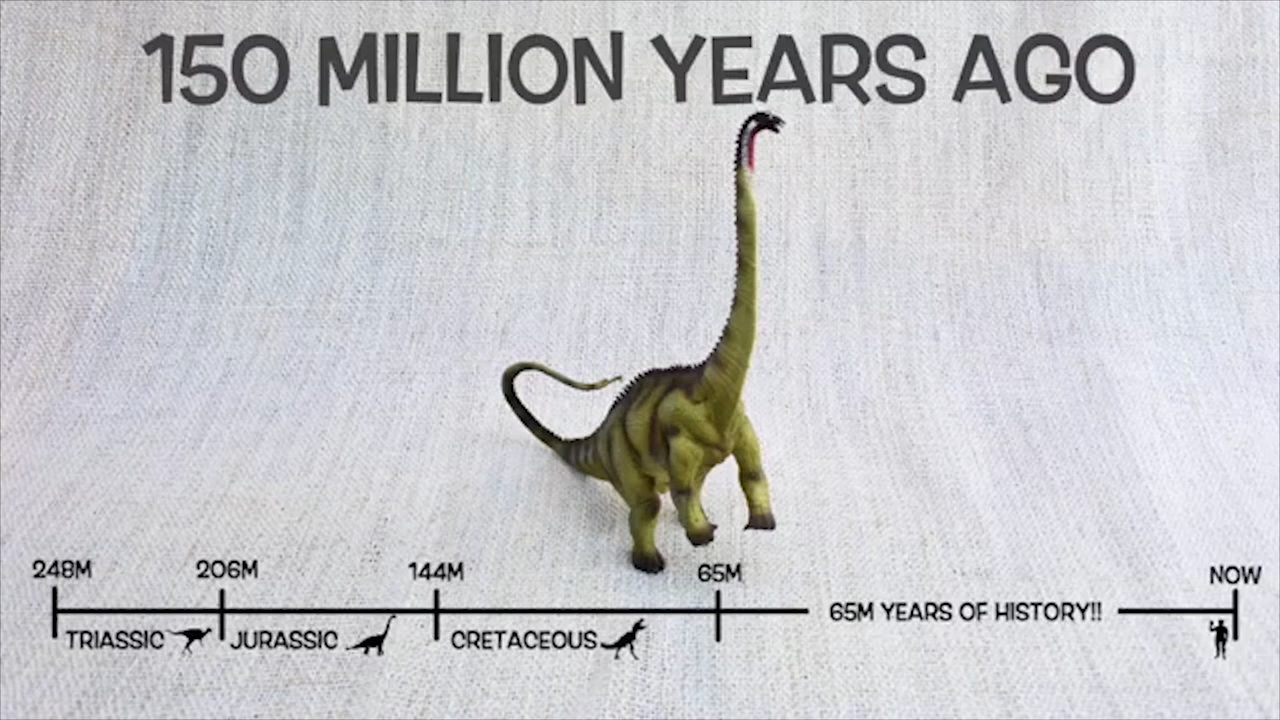 150 MILLION YEARS AGO
248M 206M 144M 65M NOW
65M YEARS OF HISTORY!!
TRIASSIC JURASSIC CRETACEOUS